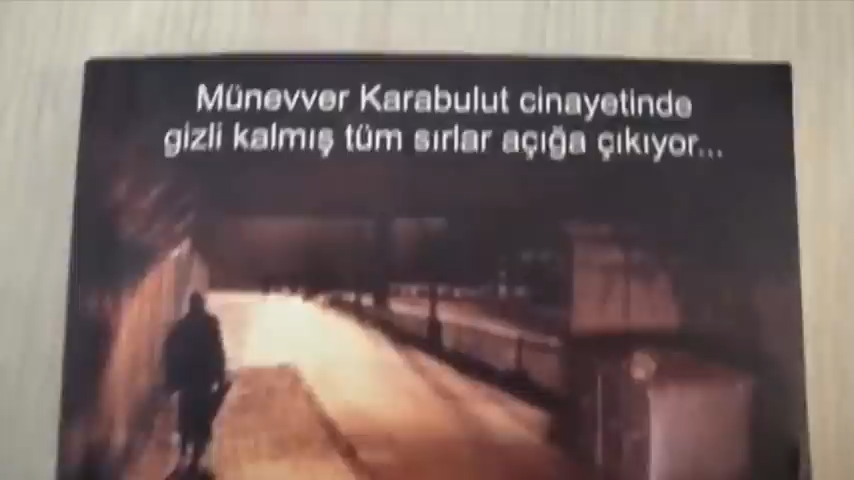 Münevver Karabulut cinayetinde
gizli kalmış tüm sırlar açığa çıkıyor...